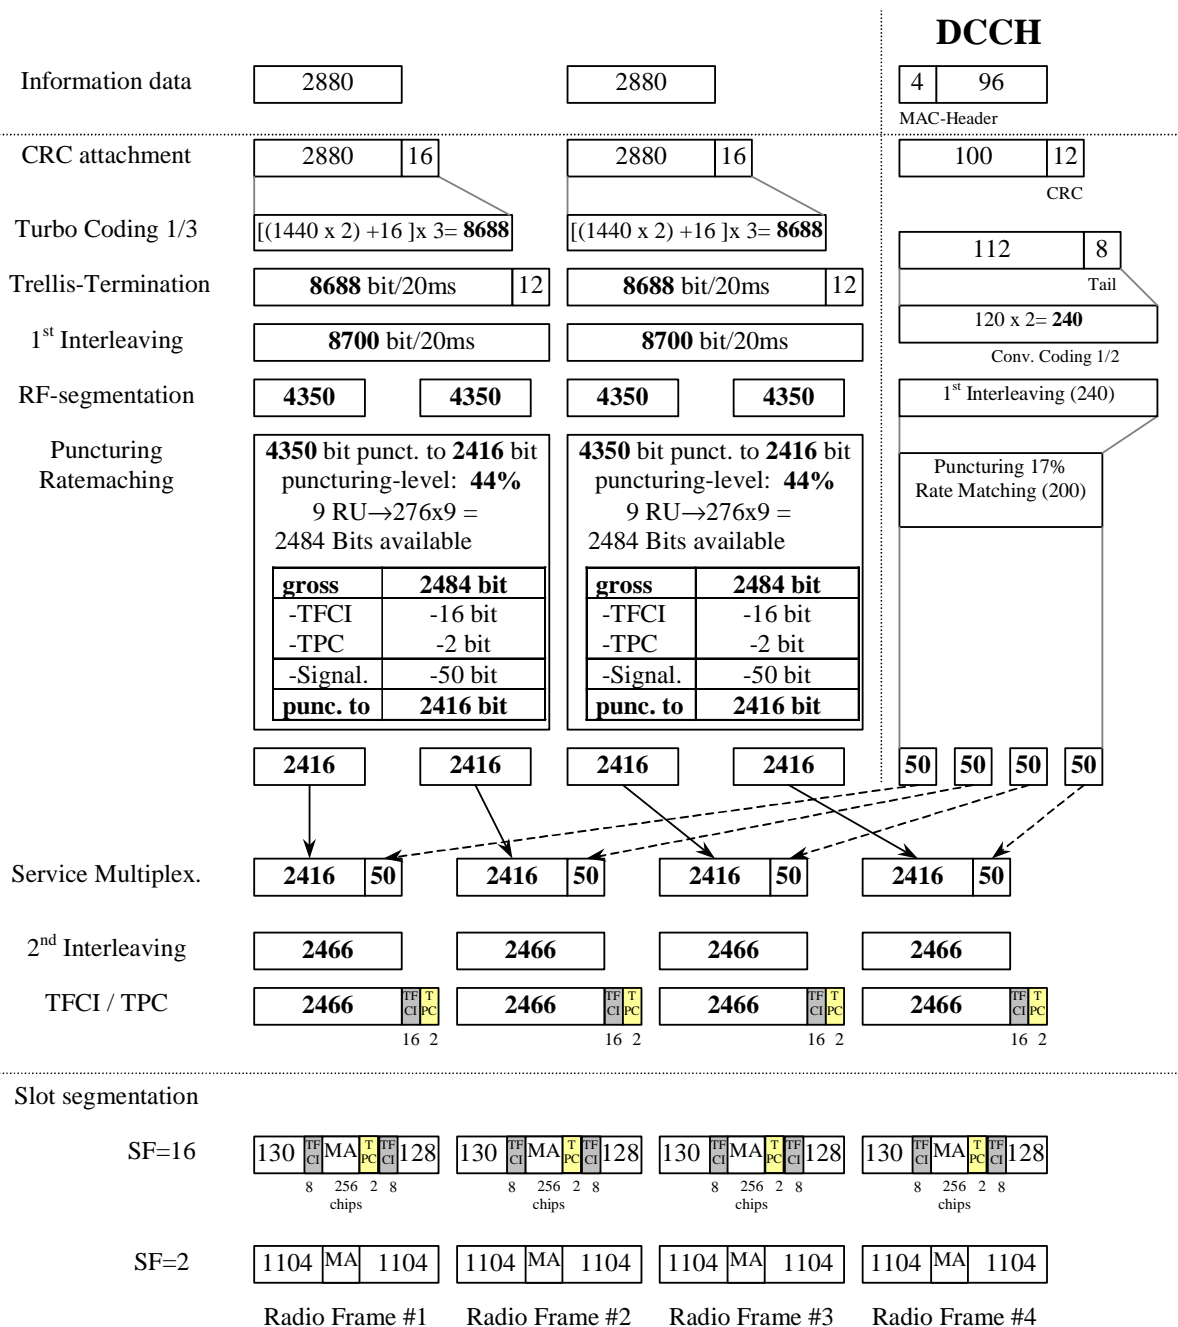 DCCH
Information data 2880 2880 4 96
MAC-Header
CRC attachment 2880 16 2880 16 100 12
CRC
Turbo Coding 1/3 [(1440 x 2) +16 ]x 3= 8688 [(1440 x 2) +16 ]x 3= 8688
112 8
Trellis-Termination 8688 bit/20ms 12 8688 bit/20ms 12
Tail
120 x 2= 240
1st Interleaving 8700 bit/20ms 8700 bit/20ms
Conv. Coding 1/2
RF-segmentation 4350 4350 4350 4350 1st Interleaving (240)
Puncturing
Ratemaching
4350 bit punct. to 2416 bit
puncturing-level: 44%
9 RU→276x9 =
2484 Bits available
gross 2484 bit
-TFCI -16 bit
-TPC -2 bit
-Signal. -50 bit
punc. to 2416 bit
4350 bit punct. to 2416 bit
puncturing-level: 44%
9 RU→276x9 =
2484 Bits available
gross 2484 bit
-TFCI -16 bit
-TPC -2 bit
-Signal. -50 bit
punc. to 2416 bit
Puncturing 17%
Rate Matching (200)
2416 2416 2416 2416 50 50 50 50
Service Multiplex. 2416 50 2416 50 2416 50 2416 50
2nd Interleaving 2466 2466 2466 2466
TFCI / TPC 2466 TFCI TPC 2466 TFCI TPC 2466 TFCI TPC 2466 TFCI TPC
16 2 16 2 16 2 16 2
Slot segmentation
SF=16 130 TFCI MA TPC TFCI 128 130 TFCI MA TPC TFCI 128 130 TFCI MA TPC TFCI 128 130 TFCI MA TPC TFCI 128
8 256 2 8 8 256 2 8 8 256 2 8 8 256 2 8
chips chips chips chips
SF=2 1104 MA 1104 1104 MA 1104 1104 MA 1104 1104 MA 1104
Radio Frame #1 Radio Frame #2 Radio Frame #3 Radio Frame #4